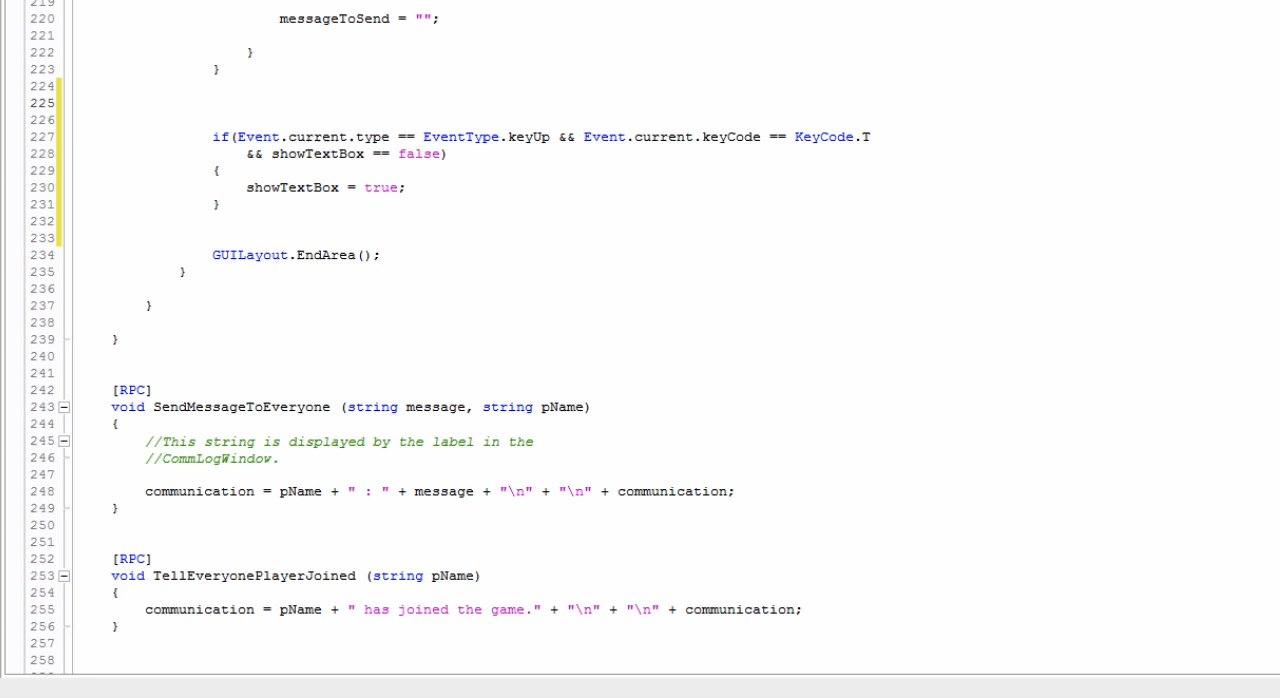 219
220 messageToSend = "";
221
222 }
223 }
224
225
226
227 if(Event.current.type == EventType.keyUp && Event.current.keyCode == KeyCode.T
228 && showTextBox == false)
229 {
230 showTextBox = true;
231 }
232
233
234 GUILayout.EndArea();
235 }
236
237 }
238
239 }
240
241
242 [RPC]
243 void SendMessageToEveryone (string message, string pName)
244 {
245 //This string is displayed by the label in the
246 //CommLogWindow.
247
248 communication = pName + " : " + message + "\n" + "\n" + communication;
249 }
250
251
252 [RPC]
253 void TellEveryonePlayerJoined (string pName)
254 {
255 communication = pName + " has joined the game." + "\n" + "\n" + communication;
256 }
257
258